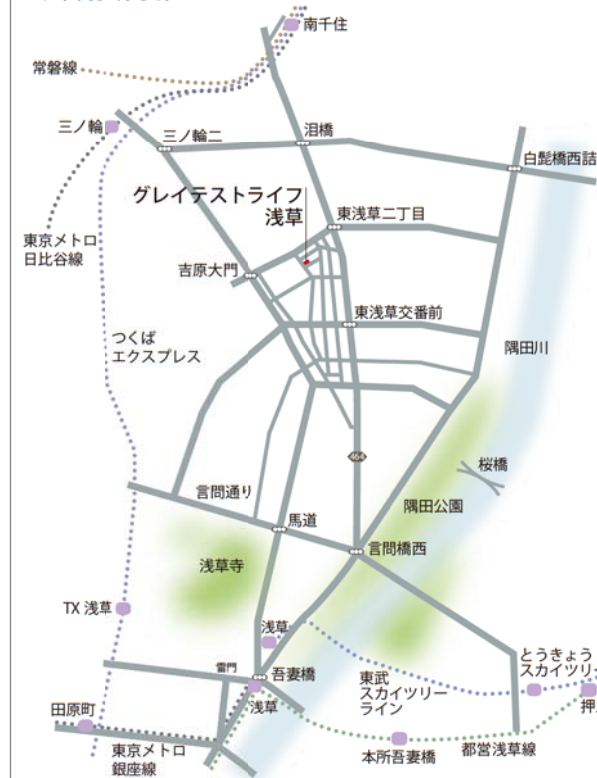 南千住
常磐線
三ノ輪
三ノ輪二
泪橋
白髭橋西詰
グレイテストライフ
浅草
東浅草二丁目
東京メトロ
日比谷線
吉原大門
東浅草交番前
つくば
エクスプレス
隅田川
464
桜橋
言問通り
隅田公園
馬道
言問橋西
浅草寺
TX 浅草
浅草
とうきょう
スカイツリー
雷門
吾妻橋
東武
スカイツリー
ライン
浅草
押
田原町
東京メトロ
銀座線
本所吾妻橋
都営浅草線